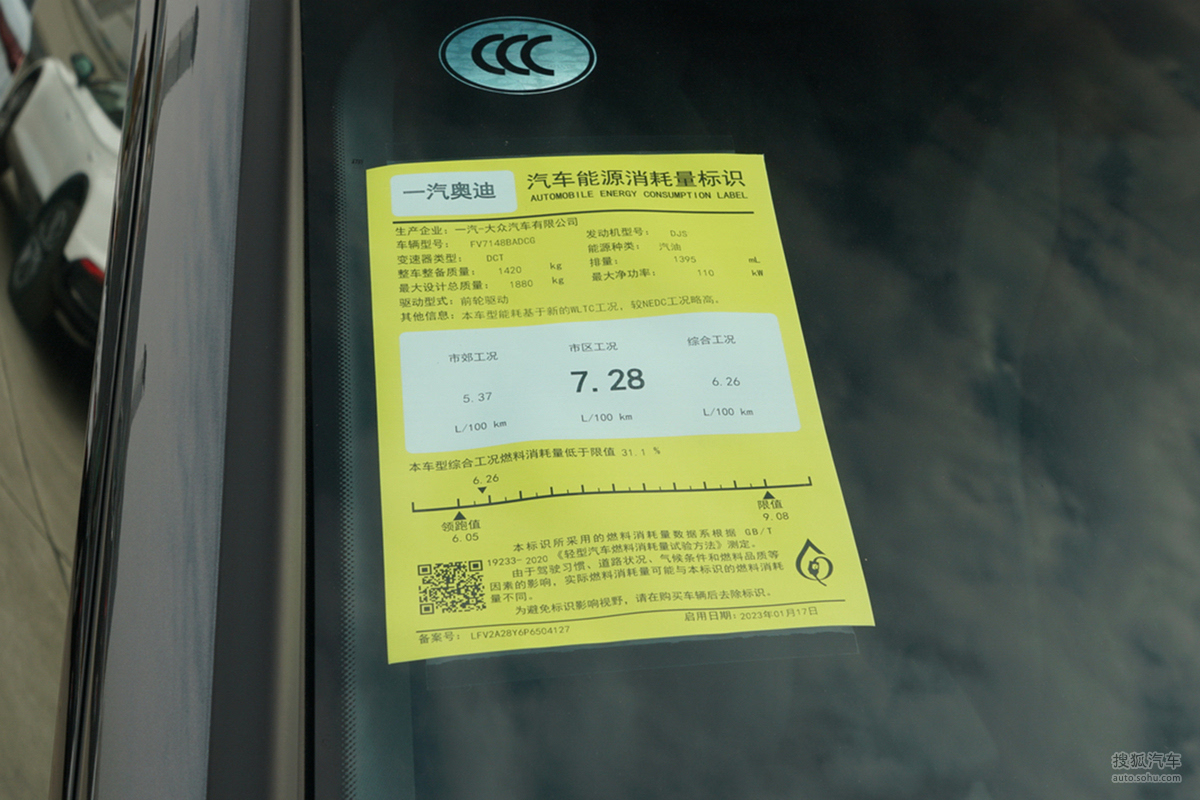 CCC
一汽奥迪
汽车能源消耗量标识
AUTOMOBILE ENERGY CONSUMPTION LABEL
生产企业：一汽-大众汽车有限公司
车辆型号： FV7148BADCG 发动机型号： DJS
变速器类型： DCT 能源种类： 汽油
整车整备质量： 1420 kg 排量： 1395 mL
最大设计总质量： 1880 kg 最大净功率： 110 kW
驱动型式：前轮驱动
其他信息：本车型能耗基于新的WLTC工况，较NEDC工况略高。
市郊工况 市区工况 综合工况
5.37 7.28 6.26
L/100 km L/100 km L/100 km
本车型综合工况燃料消耗量低于限值 31.1 %
6.26
领跑值 限值
6.05 9.08
本标识所采用的燃料消耗量数据系根据 GB/T
19233-2020 《轻型汽车燃料消耗量试验方法》测定。
由于驾驶习惯、道路状况、气候条件和燃料品质等
因素的影响，实际燃料消耗量可能与本标识的燃料消耗
量不同。
为避免标识影响视野，请在购买车辆后去除标识。
备案号： LFV2A28Y6P6504127 启用日期：2023年01月17日
搜狐汽车
auto.sohu.com